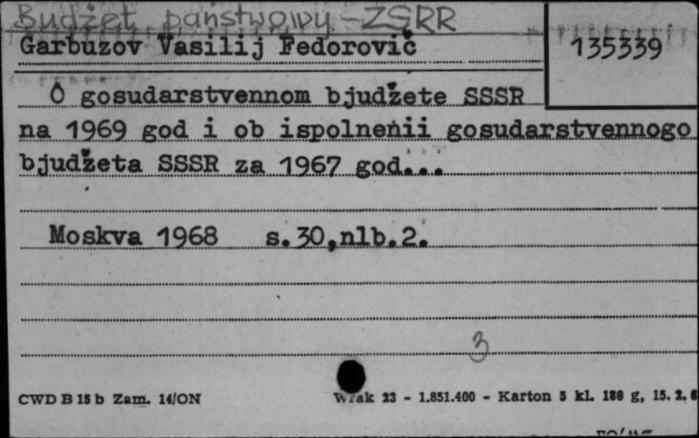 Budżet państwowy - ZSRR
Garbuzov Vasilij Fedorovič
135339
O gosudarstvennom bjudžete SSSR
na 1969 god i ob ispolnenii gosudarstvennogo
bjudžeta SSSR za 1967 god...
Moskva 1968 s.30,nlb.2.
3
CWD B 15 b Zam. 14/ON
23 - 1.851.400 - Karton 5 kl. 180 g, 15. 2.